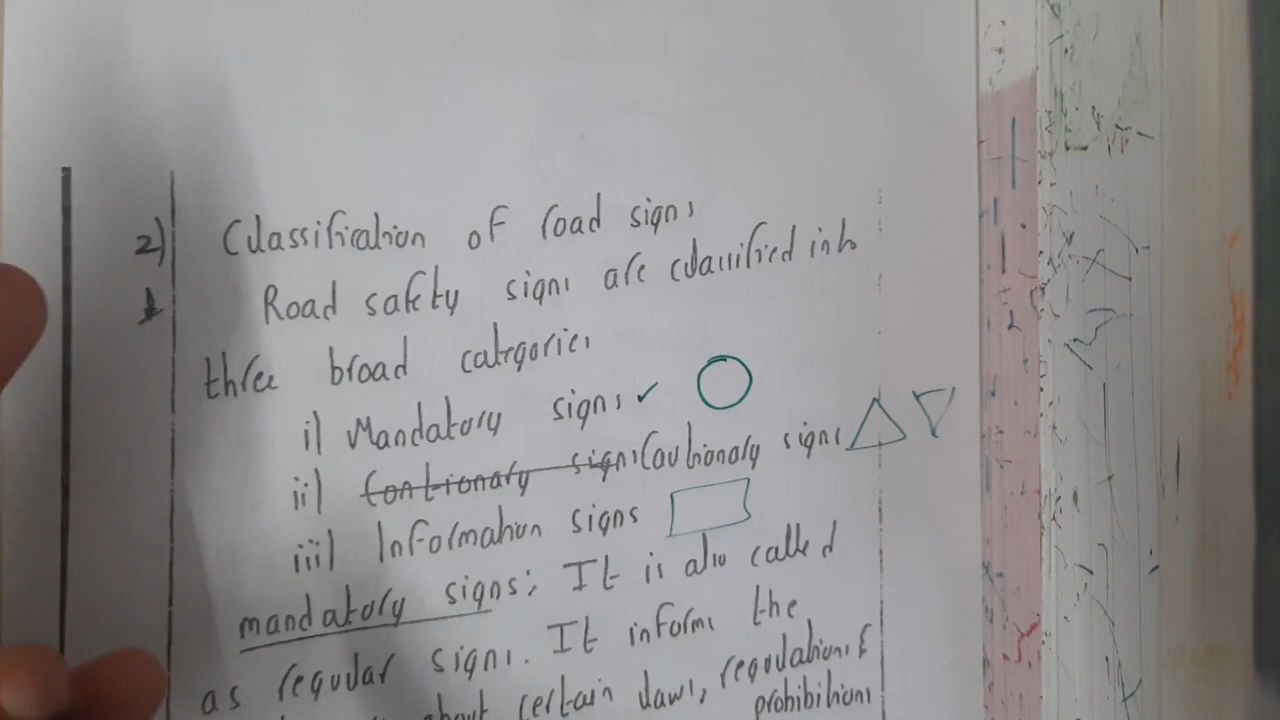 2) Classification of road signs
Road safety signs are classified into
three broad categories
i) Mandatory signs ✓
ii) Contionary signs Cautionary signs
iii) Information signs
mandatory signs; It is also called
as regular signs. It informs the
about certain laws, regulations &
prohibitions